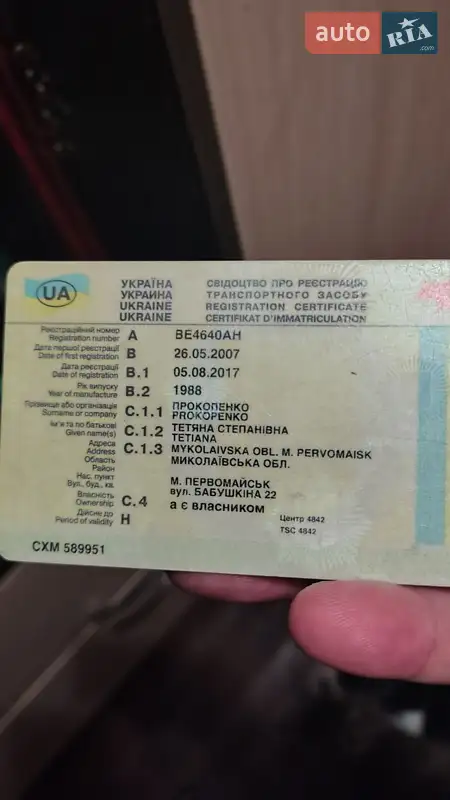 auto RIA .com
UA
УКРАЇНА СВІДОЦТВО ПРО РЕЄСТРАЦІЮ
УКРАИНА ТРАНСПОРТНОГО ЗАСОБУ
UKRAINE REGISTRATION CERTIFICATE
UKRAINE CERTIFIKAT D'IMMATRICULATION
Реєстраційний номер
Registration number A BE4640AH
Дата першої реєстрації
Date of first registration B 26.05.2007
Дата реєстрації
Date of registration B.1 05.08.2017
Рік випуску
Year of manufacture B.2 1988
Прізвище або організація C.1.1 ПРОКОПЕНКО
Surname or company PROKOPENKO
Ім'я та по батькові C.1.2 ТЕТЯНА СТЕПАНІВНА
Given name(s) TETIANA
Адреса C.1.3 MYKOLAIVSKA OBL. M. PERVOMAISK
Address
Область МИКОЛАЇВСЬКА ОБЛ.
Район
Нас. пункт М. ПЕРВОМАЙСЬК
Вул., буд., кв. вул. БАБУШКІНА 22
Власність
Ownership C.4 а є власником
Дійсне до
Period of validity H Центр 4842
TSC 4842
CXM 589951